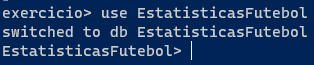 exercicio> use EstatisticasFutebol
switched to db EstatisticasFutebol
EstatisticasFutebol>